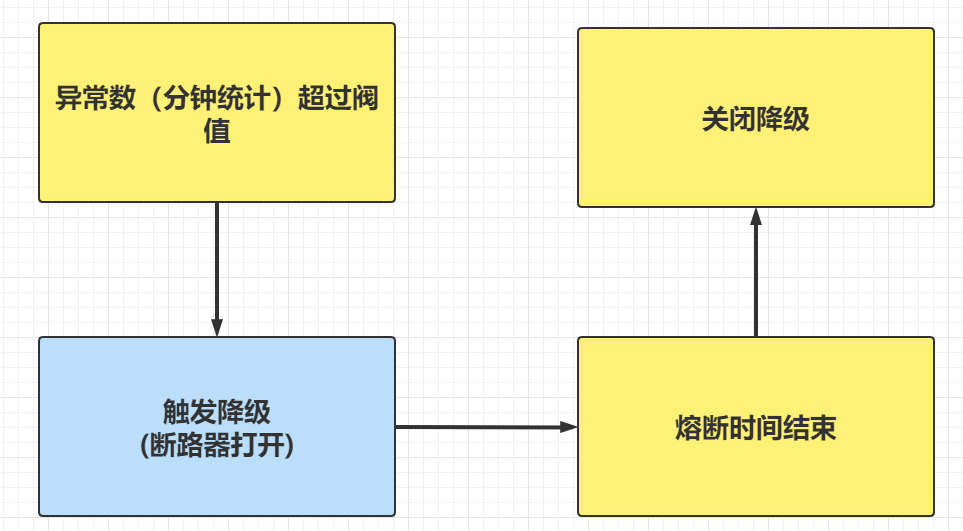 异常数（分钟统计）超过阀
值
关闭降级
触发降级
(断路器打开)
熔断时间结束